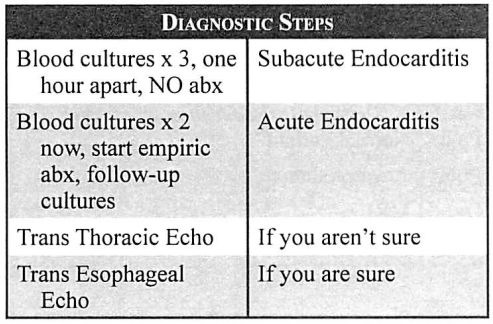 DIAGNOSTIC STEPS
Blood cultures x 3, one
hour apart, NO abx
Subacute Endocarditis
Blood cultures x 2
now, start empiric
abx, follow-up
cultures
Acute Endocarditis
Trans Thoracic Echo
If you aren't sure
Trans Esophageal
Echo
If you are sure